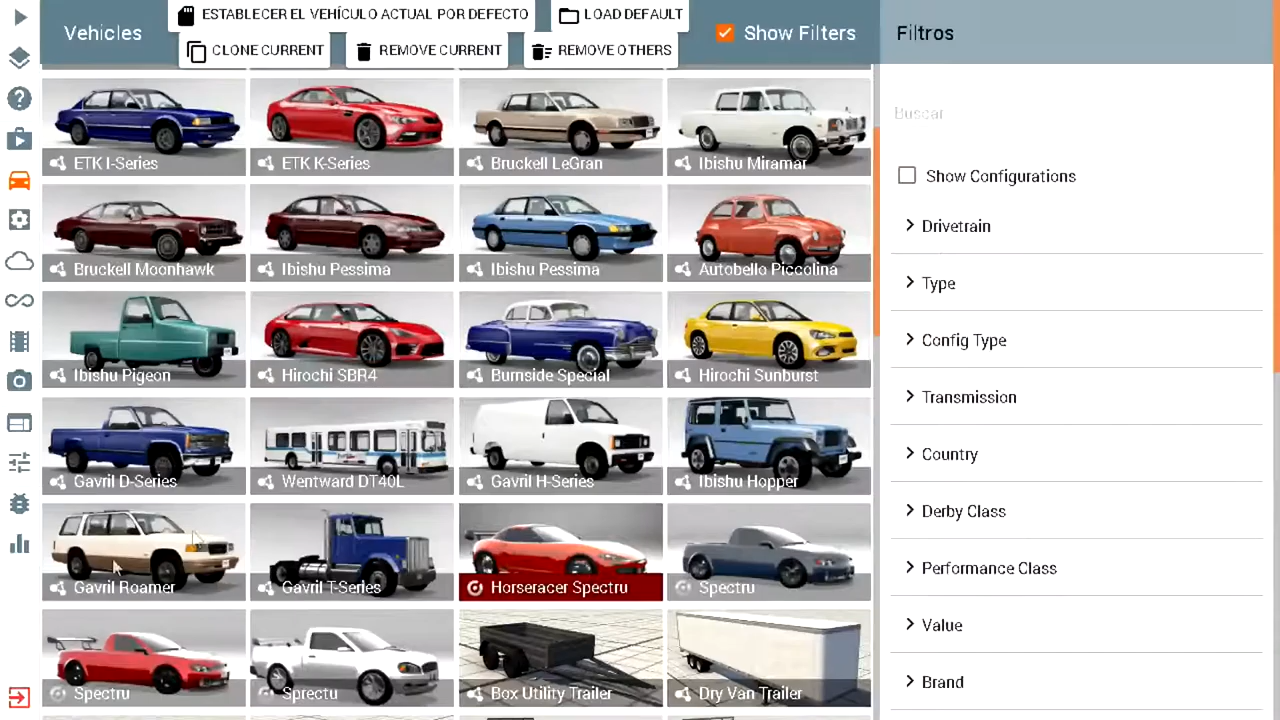 Vehicles
ESTABLECER EL VEHÍCULO ACTUAL POR DEFECTO
LOAD DEFAULT
CLONE CURRENT
REMOVE CURRENT
REMOVE OTHERS
Show Filters
ETK I-Series
ETK K-Series
Bruckell LeGran
Ibishu Miramar
Bruckell Moonhawk
Ibishu Pessima
Ibishu Pessima
Autobello Piccolina
Ibishu Pigeon
Hirochi SBR4
Burnside Special
Hirochi Sunburst
Gavril D-Series
Wentward DT40L
Gavril H-Series
Ibishu Hopper
Gavril Roamer
Gavril T-Series
Horseracer Spectru
Spectru
Spectru
Sprectu
Box Utility Trailer
Dry Van Trailer
Filtros
Buscar
Show Configurations
Drivetrain
Type
Config Type
Transmission
Country
Derby Class
Performance Class
Value
Brand